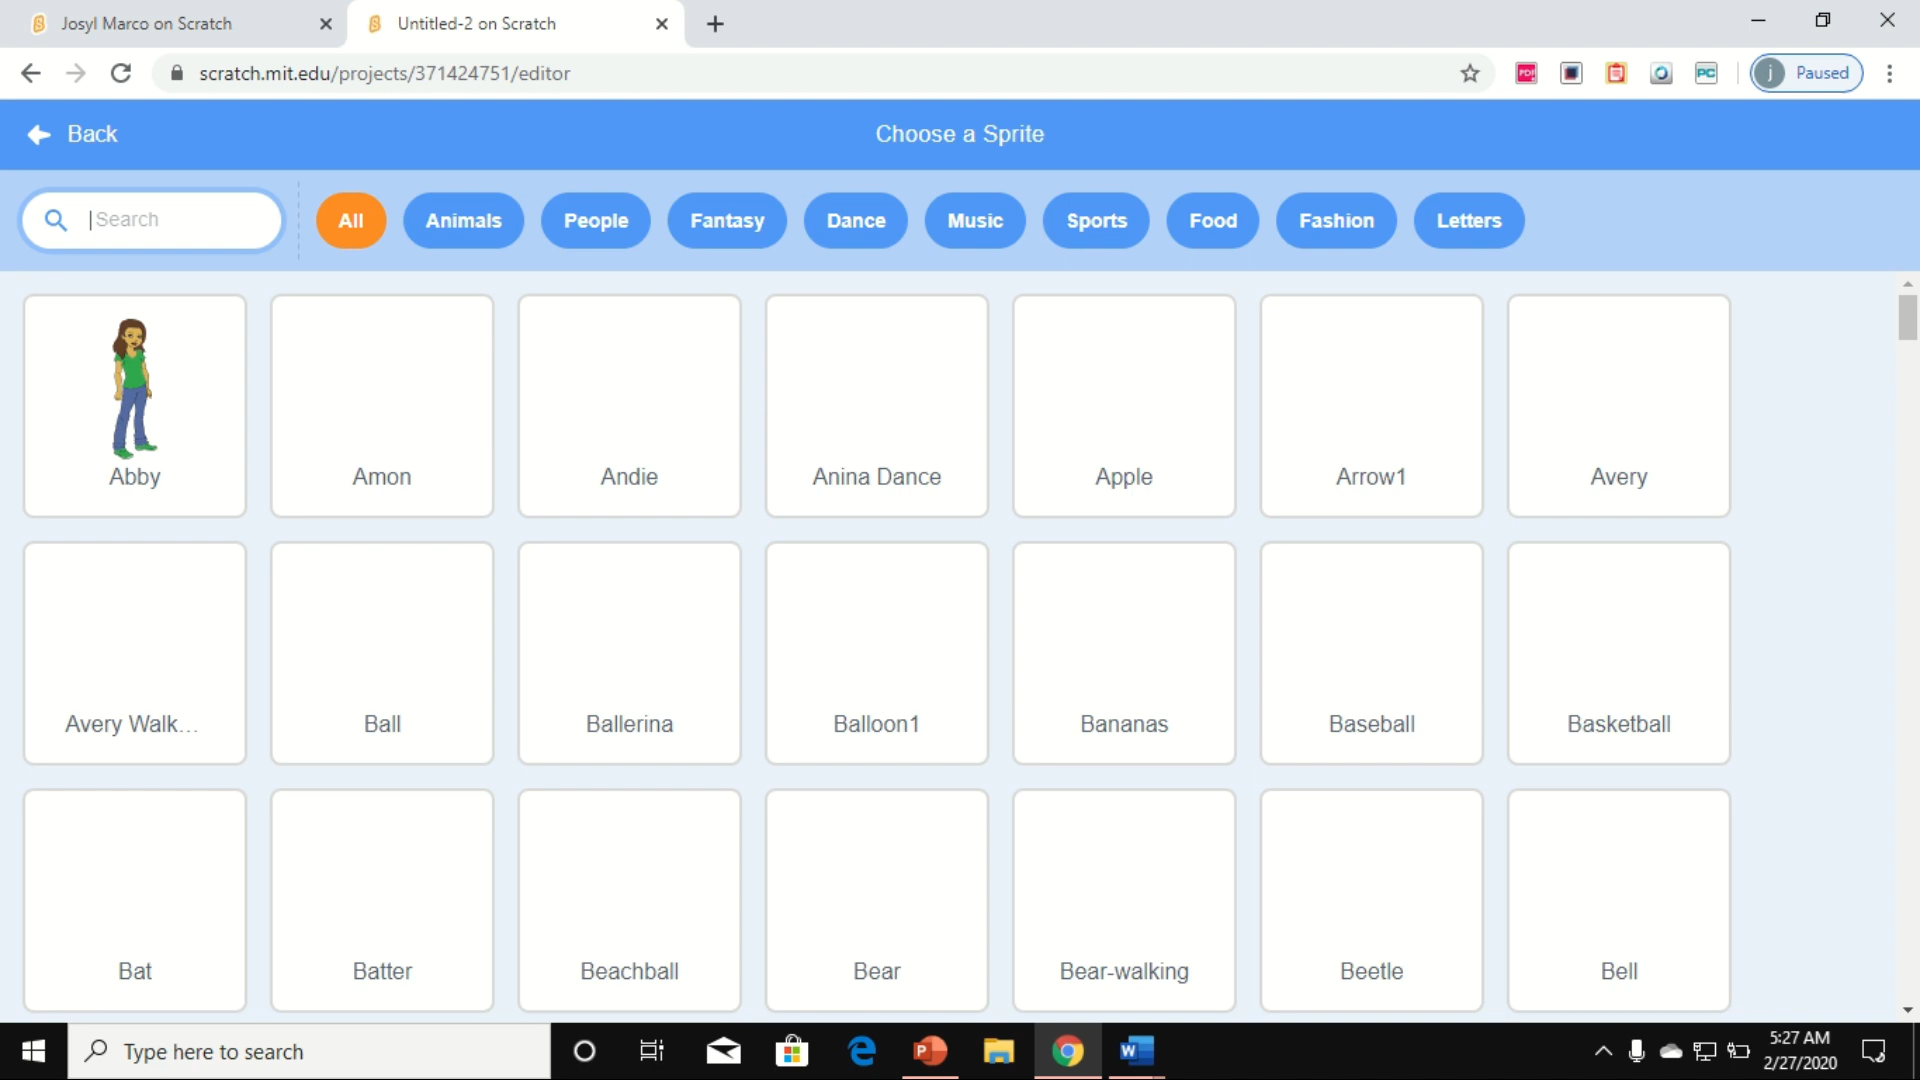 Josyl Marco on Scratch
Untitled-2 on Scratch
scratch.mit.edu/projects/371424751/editor
PDF
PC
j
Paused
Back
Choose a Sprite
Search
All
Animals
People
Fantasy
Dance
Music
Sports
Food
Fashion
Letters
Abby
Amon
Andie
Anina Dance
Apple
Arrow1
Avery
Avery Walk...
Ball
Ballerina
Balloon1
Bananas
Baseball
Basketball
Bat
Batter
Beachball
Bear
Bear-walking
Beetle
Bell
Type here to search
P
W
5:27 AM
2/27/2020